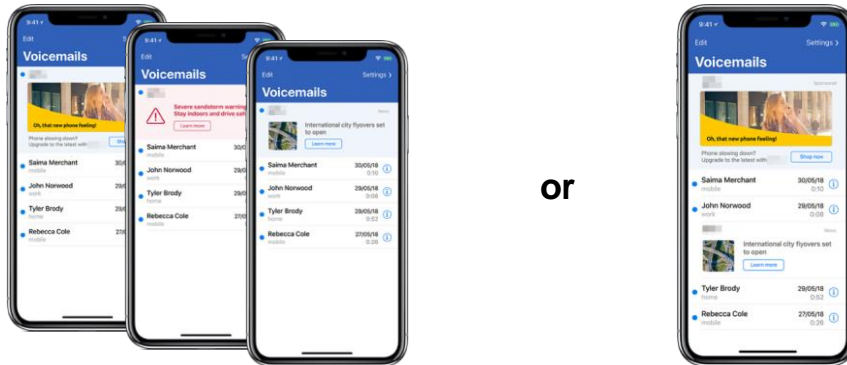 9:41
Edit
Voicemails
Oh, that new phone feeling!
Phone slowing down?
Upgrade to the latest with
Saima Merchant
mobile
John Norwood
work
Tyler Brody
home
Rebecca Cole
mobile
9:41
Edit
Voicemails
Severe sandstorm warning
Stay indoors and drive
Learn more
Saima Merchant
mobile
John Norwood
work
Tyler Brody
home
Rebecca Cole
mobile
9:41
Edit Settings
Voicemails
News
International city flyovers set
to open
Learn more
Saima Merchant 30/05/18
mobile 0:10
John Norwood 29/05/18
work 0:08
Tyler Brody 29/05/18
home 0:52
Rebecca Cole 27/05/18
mobile 0:26
or
9:41
Edit Settings
Voicemails
Sponsored
Oh, that new phone feeling!
Phone slowing down?
Upgrade to the latest with
Shop now
Saima Merchant 30/05/18
mobile 0:10
John Norwood 29/05/18
work 0:08
News
International city flyovers set
to open
Learn more
Tyler Brody 29/05/18
home 0:52
Rebecca Cole 27/05/18
mobile 0:26